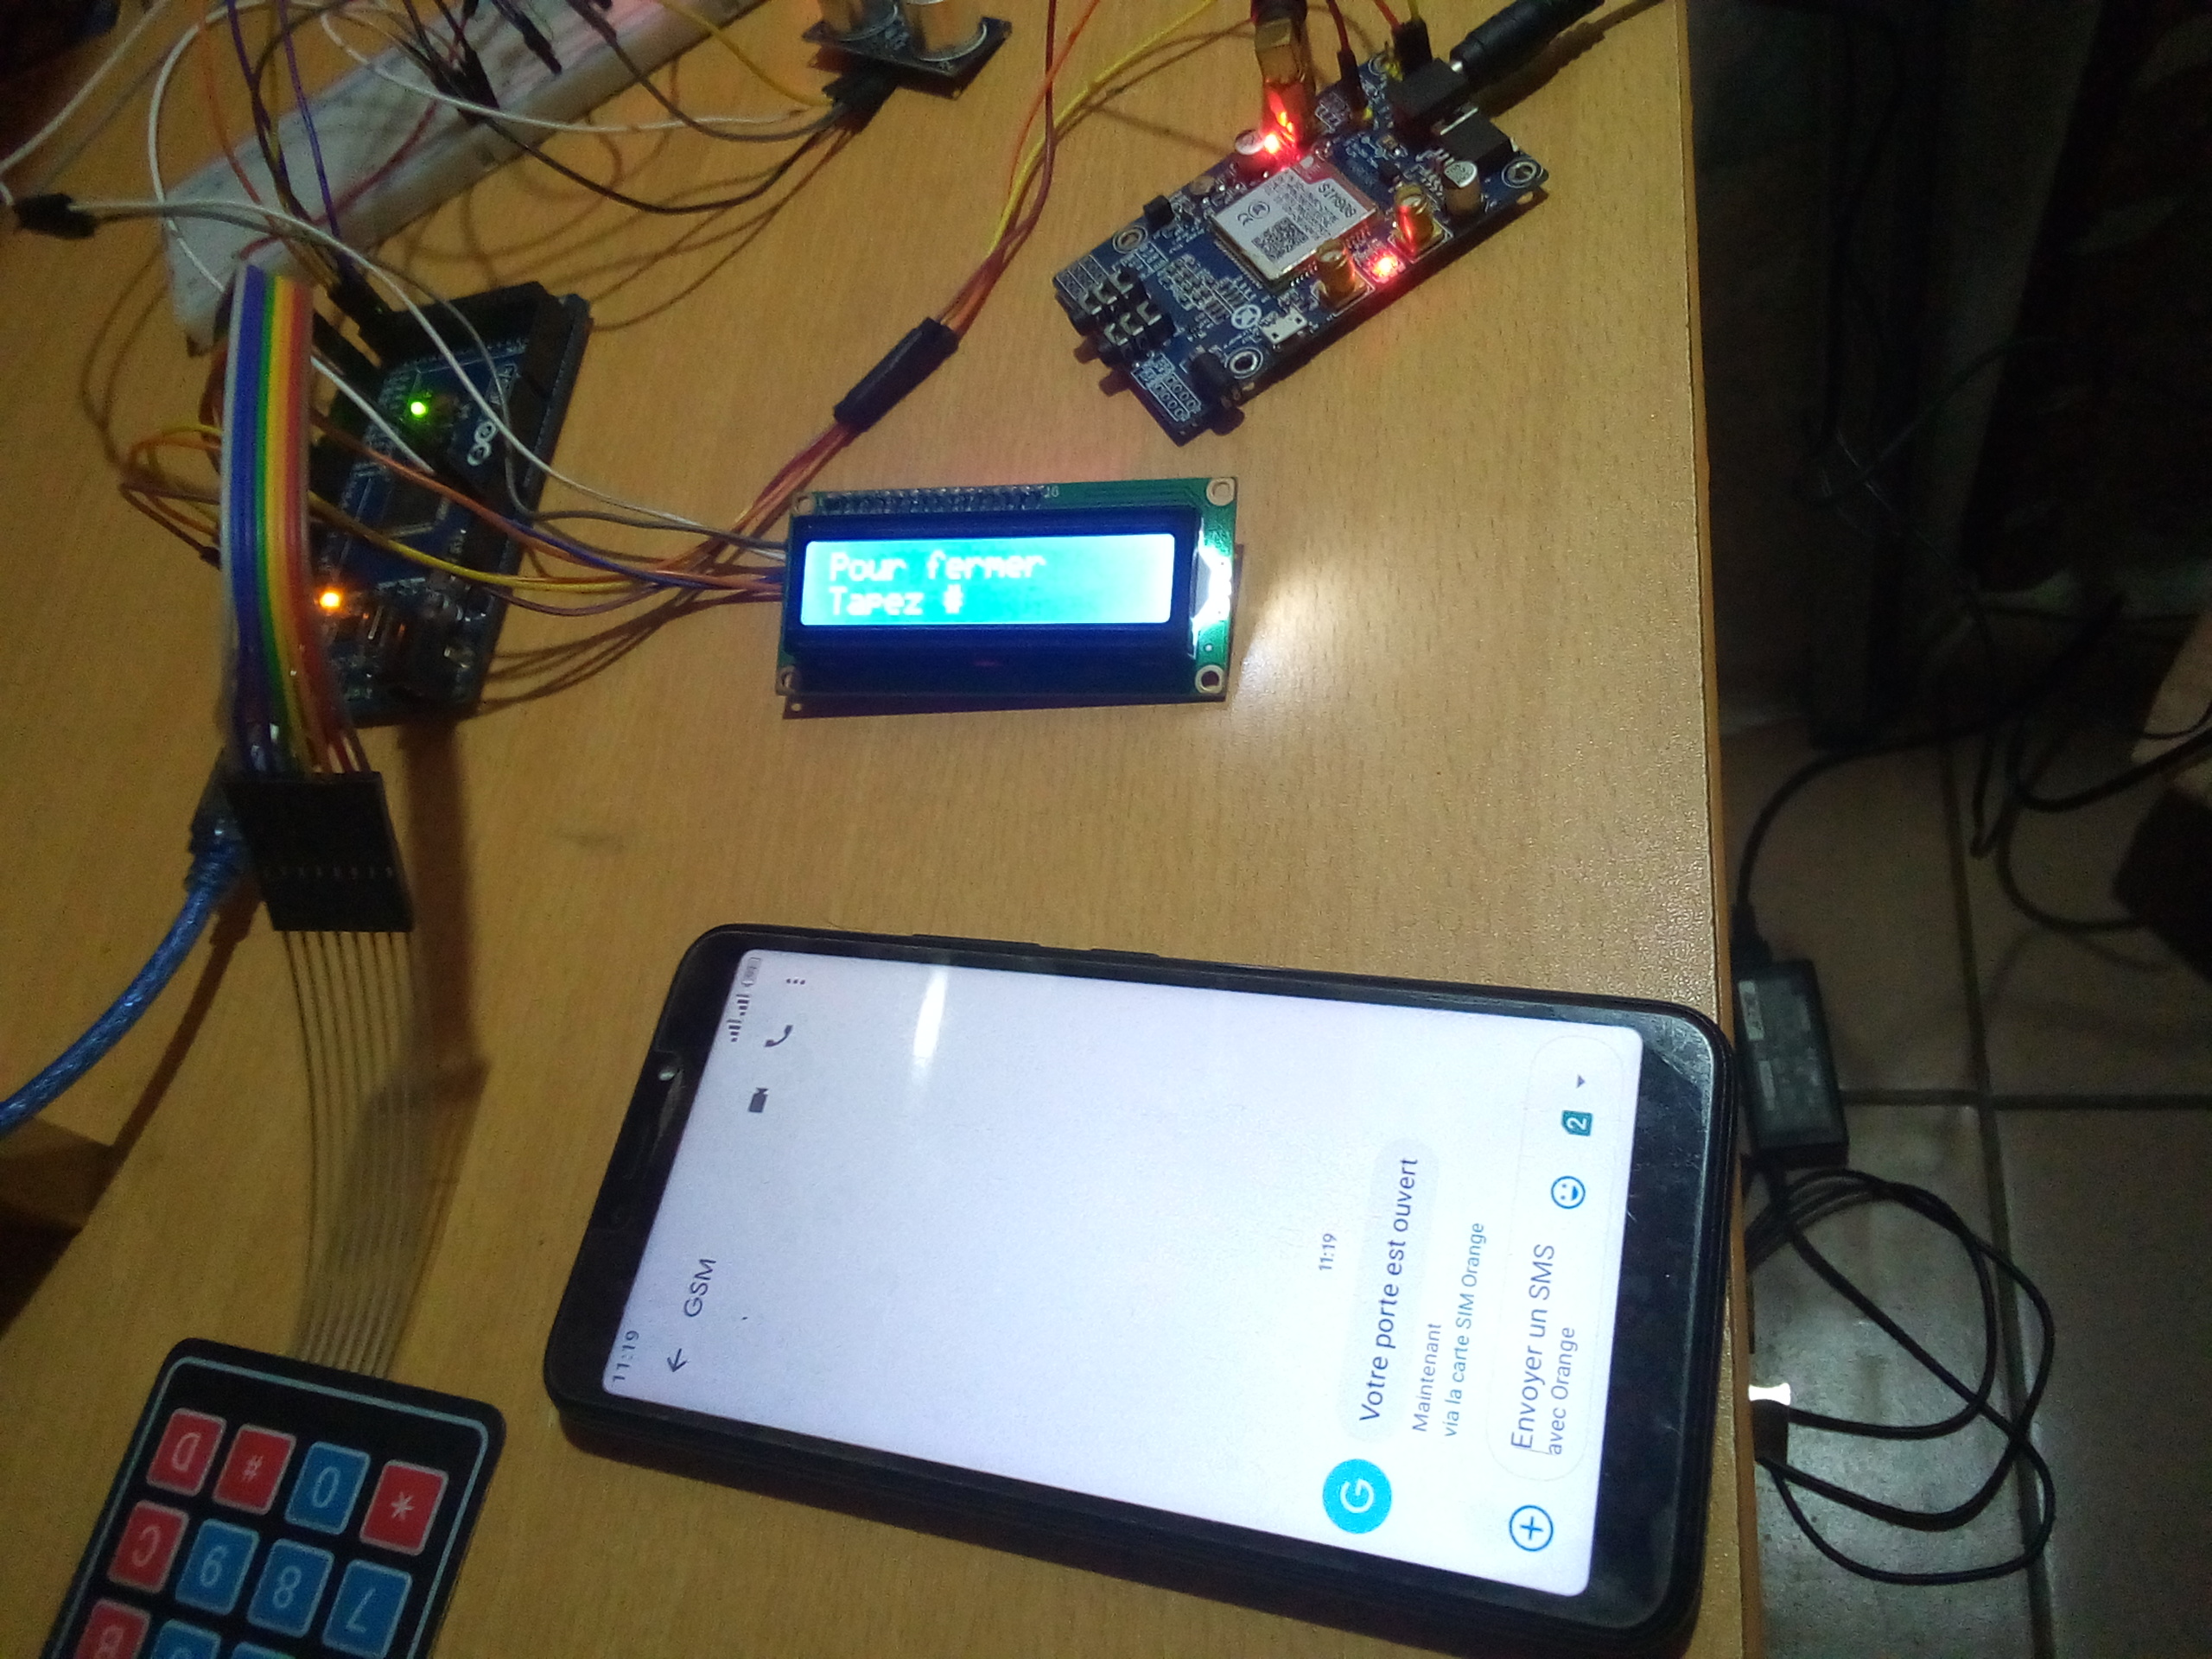 SIM808
16
Pour fermer
Tapez #
11:19
GSM
11:19
Votre porte est ouvert
Maintenant
via la carte SIM Orange
Envoyer un SMS
avec Orange
2
G
D
#
0
*
C
9
8
7
B